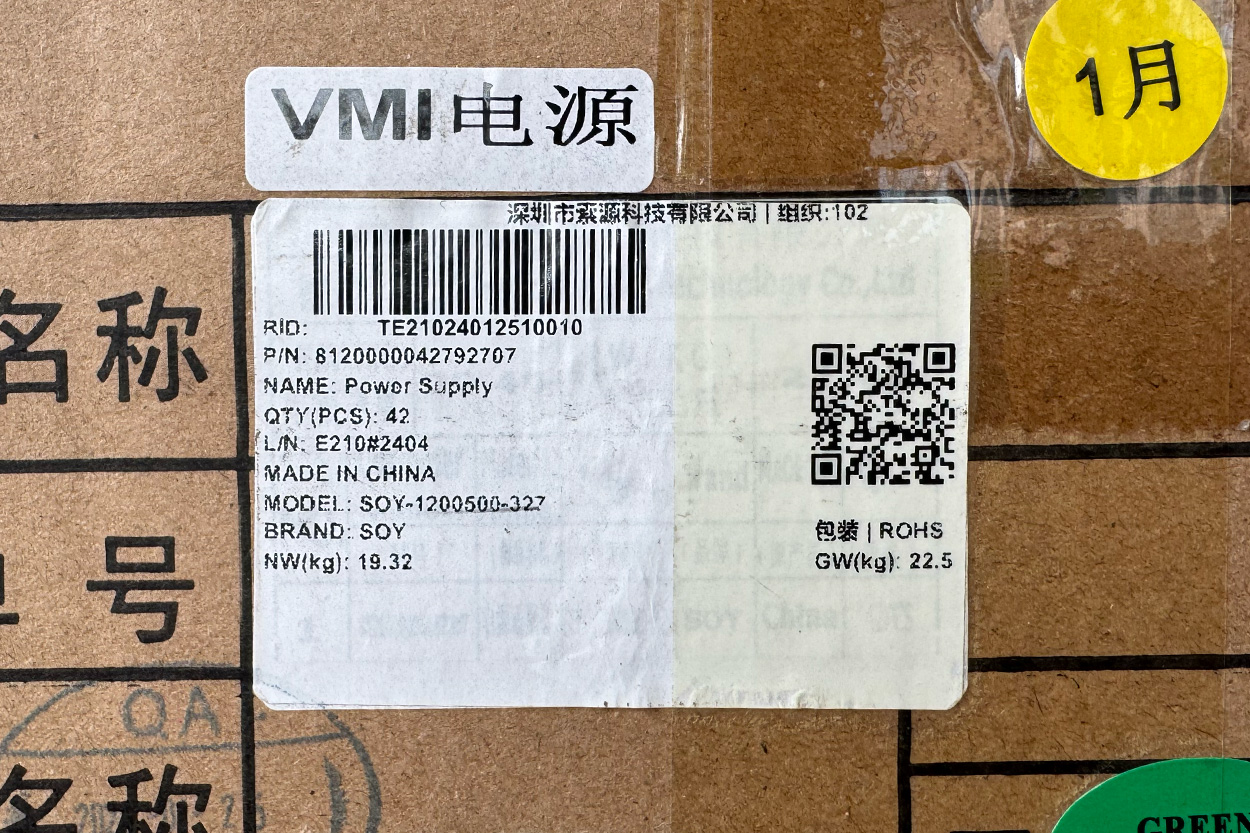 VMI电源
1月
深圳市索源科技有限公司 | 组织:102
RID: TE21024012510010
P/N: 8120000042792707
NAME: Power Supply
QTY(PCS): 42
L/N: E210#2404
MADE IN CHINA
MODEL: SOY-1200500-327
BRAND: SOY
包装 | ROHS
NW(kg): 19.32
GW(kg): 22.5
名称
号
QA
名称
GREEN